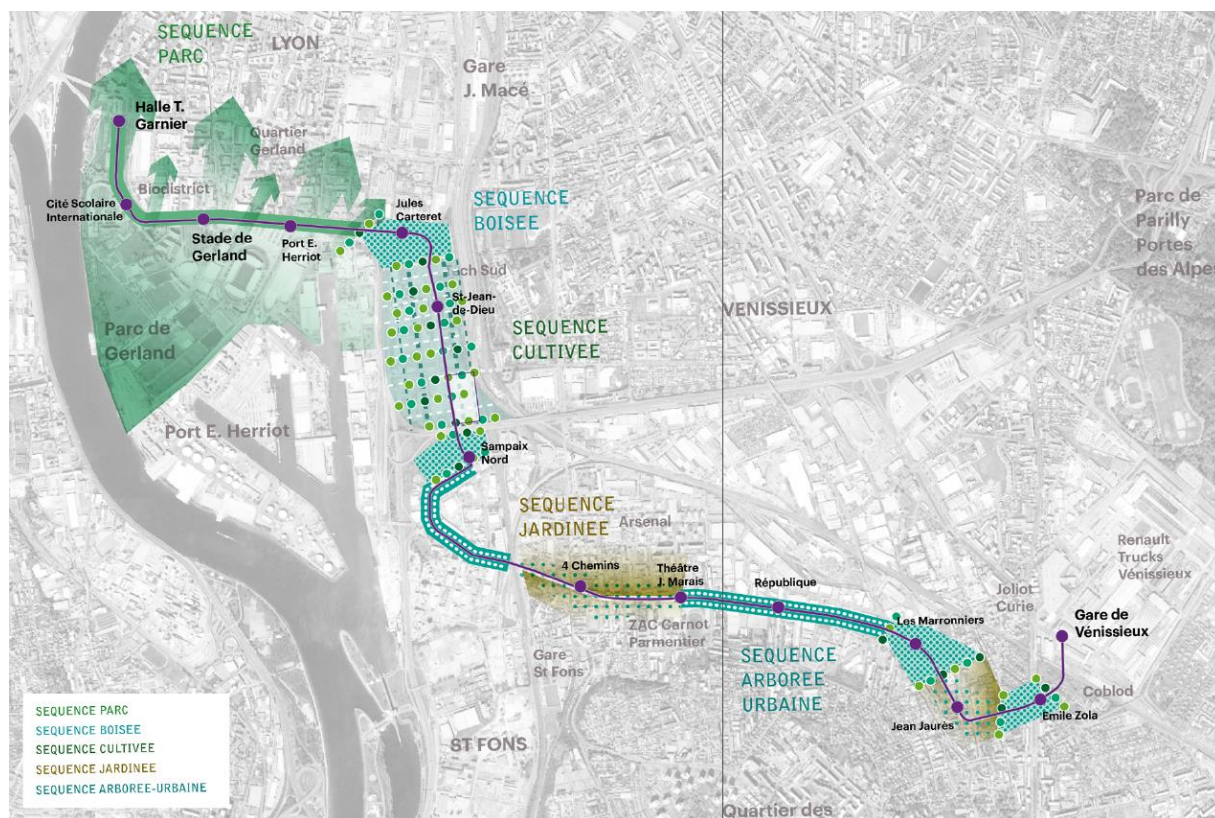 SEQUENCE
PARC
LYON
Gare
J. Macé
Halle T.
Garnier
Quartier
Gerland
Biodistrict
Cité Scolaire
Internationale
Stade de
Gerland
Port E.
Herriot
Jules
Carteret
SEQUENCE
BOISEE
Parc de
Parilly
Portes
des Alpes
ch Sud
St-Jean-
de-Dieu
VENISSIEUX
Parc de
Gerland
SEQUENCE
CULTIVEE
Port E. Herriot
Sampaix
Nord
SEQUENCE
JARDINEE
Arsenal
Renault
Trucks
Vénissieux
4 Chemins
Théâtre
J. Marais
République
Joliot
Curie
Gare de
Vénissieux
ZAC Carnot
Parmentier
Les Marronniers
Gare
St Fons
SEQUENCE
ARBOREE
URBAINE
Coblod
Jean Jaurès
Emile Zola
ST FONS
SEQUENCE PARC
SEQUENCE BOISEE
SEQUENCE CULTIVEE
SEQUENCE JARDINEE
SEQUENCE ARBOREE-URBAINE
Quartier des